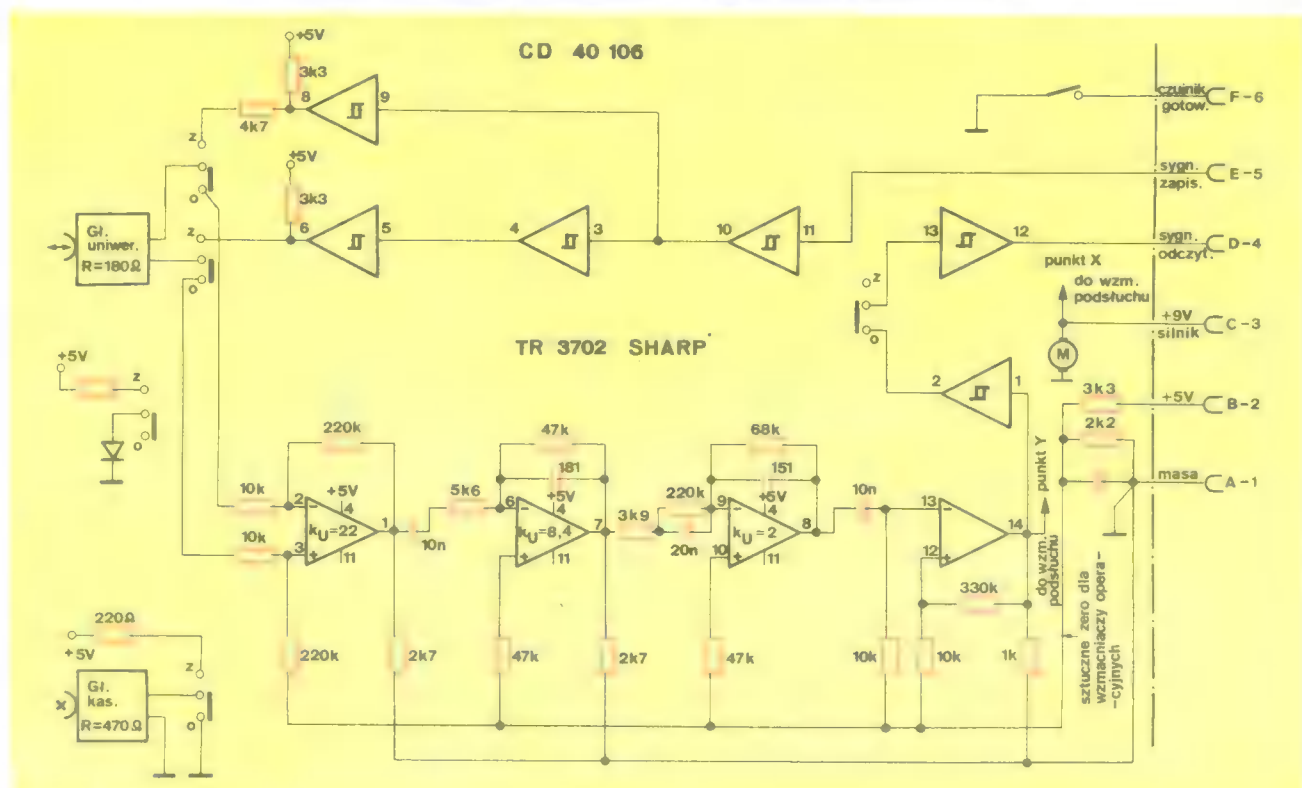 +5V
CD 40 106
3k3
8
9
4k7
z
o
+5V
3k3
6
5
4
3
10
11
13
12
Gł.
uniwer.
R=180Ω
z
czujnik
gotow.
F-6
sygn.
zapis.
E-5
sygn.
odczyt.
D-4
punkt X
do wzm.
podsłuchu
+9V
silnik
C-3
M
z
o
2
1
TR 3702 SHARP
+5V
z
o
3k3
+5V
B-2
2k2
masa
A-1
220k
10k
10k
2
3
+5V
4
kU=22
11
1
10n
5k6
47k
181
6
+5V
4
kU=8,4
11
7
3k9
220k
20n
68k
151
9
10
+5V
4
kU=2
11
8
10n
13
12
14
330k
punkt Y
do wzm.
podsłuchu
sztuczne zero dla
wzmacniaczy opera-
-cyjnych
220k
2k7
47k
2k7
47k
10k
10k
1k
220Ω
+5V
z
o
Gł.
kas.
R=470Ω
x